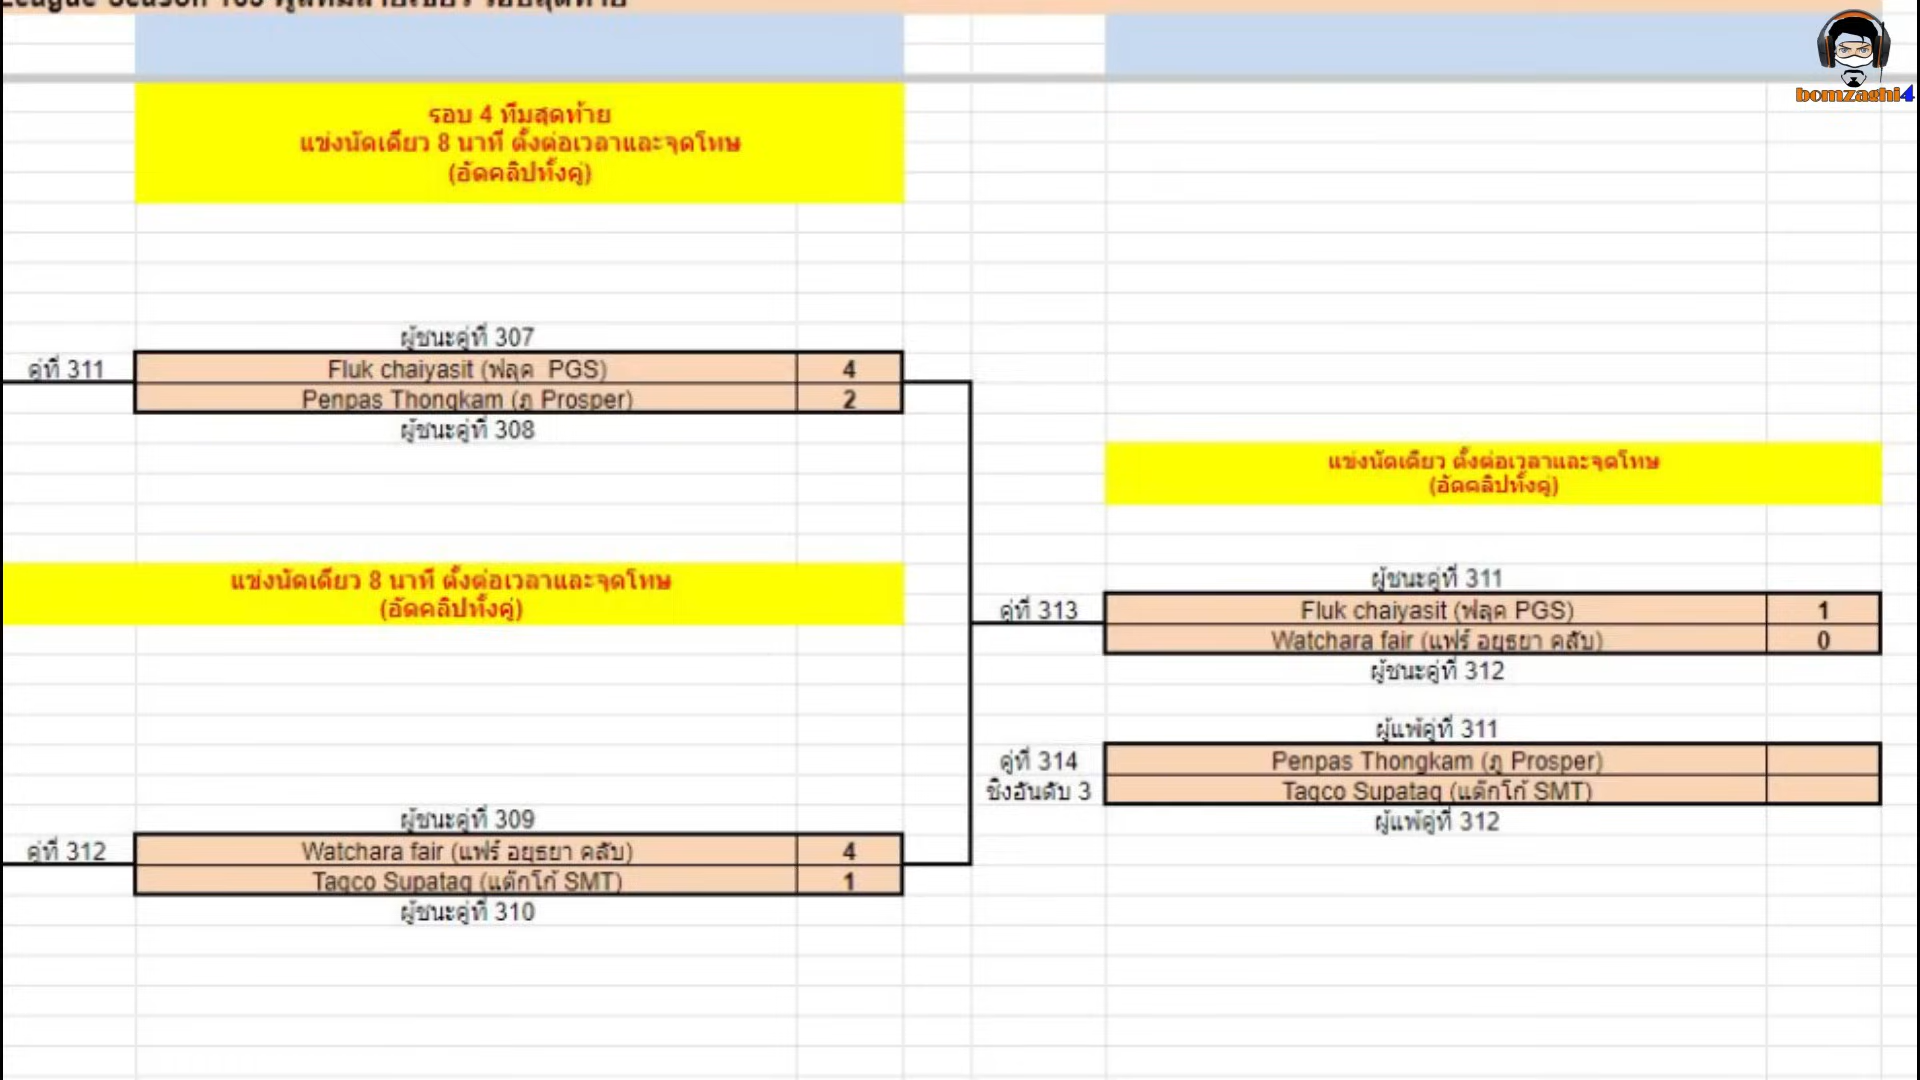 รอบ 4 ทีมสุดท้าย
แข่งนัดเดียว 8 นาที ตั้งต่อเวลาและจุดโทษ
(อัดคลิปทั้งคู่)
ผู้ชนะคู่ที่ 307
คู่ที่ 311
Fluk chaiyasit (ฟลุค PGS) 4
Penpas Thongkam (ภู Prosper) 2
ผู้ชนะคู่ที่ 308
แข่งนัดเดียว 8 นาที ตั้งต่อเวลาและจุดโทษ
(อัดคลิปทั้งคู่)
ผู้ชนะคู่ที่ 309
คู่ที่ 312
Watchara fair (แฟร์ อยุธยา คลับ) 4
Tagco Supatag (แต๊กโก้ SMT) 1
ผู้ชนะคู่ที่ 310
แข่งนัดเดียว ตั้งต่อเวลาและจุดโทษ
(อัดคลิปทั้งคู่)
ผู้ชนะคู่ที่ 311
คู่ที่ 313
Fluk chaiyasit (ฟลุค PGS) 1
Watchara fair (แฟร์ อยุธยา คลับ) 0
ผู้ชนะคู่ที่ 312
ผู้แพ้คู่ที่ 311
คู่ที่ 314
ชิงอันดับ 3
Penpas Thongkam (ภู Prosper)
Tagco Supatag (แต๊กโก้ SMT)
ผู้แพ้คู่ที่ 312
bomzaghi4